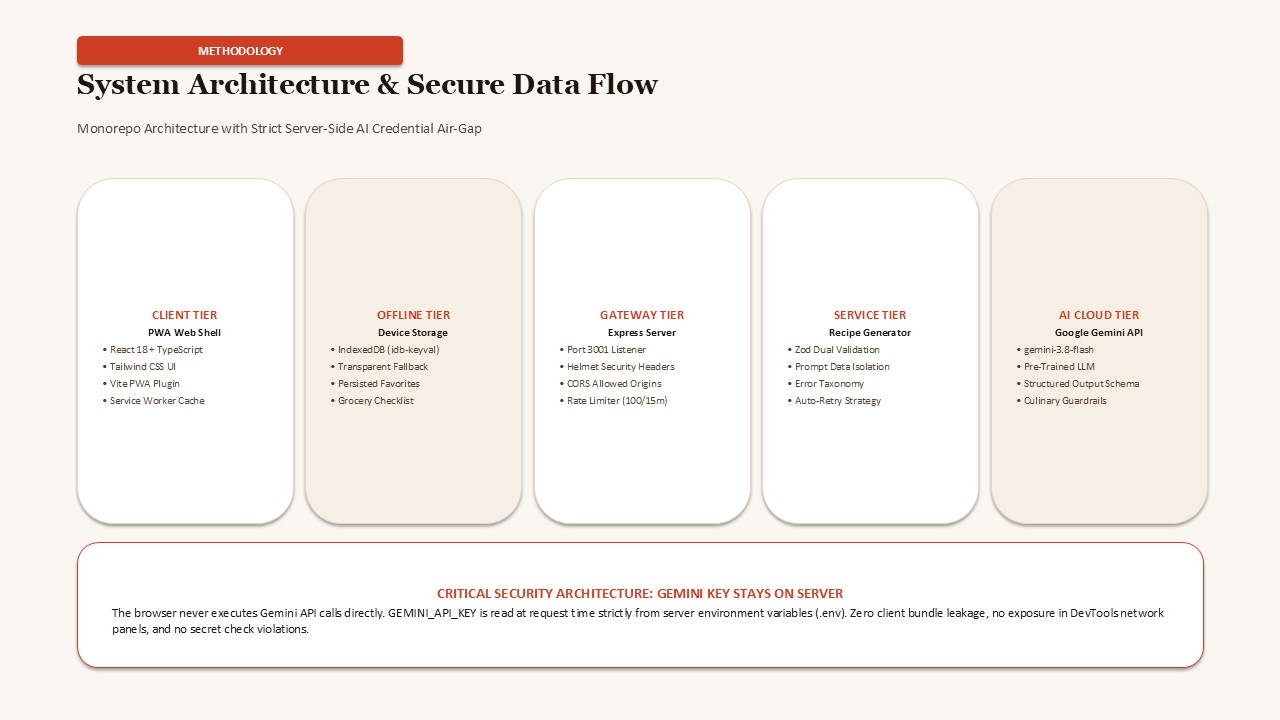 METHODOLOGY
System Architecture & Secure Data Flow
Monorepo Architecture with Strict Server-Side AI Credential Air-Gap
CLIENT TIER
PWA Web Shell
• React 18 + TypeScript
• Tailwind CSS UI
• Vite PWA Plugin
• Service Worker Cache
OFFLINE TIER
Device Storage
• IndexedDB (idb-keyval)
• Transparent Fallback
• Persisted Favorites
• Grocery Checklist
GATEWAY TIER
Express Server
• Port 3001 Listener
• Helmet Security Headers
• CORS Allowed Origins
• Rate Limiter (100/15m)
SERVICE TIER
Recipe Generator
• Zod Dual Validation
• Prompt Data Isolation
• Error Taxonomy
• Auto-Retry Strategy
AI CLOUD TIER
Google Gemini API
• gemini-3.8-flash
• Pre-Trained LLM
• Structured Output Schema
• Culinary Guardrails
CRITICAL SECURITY ARCHITECTURE: GEMINI KEY STAYS ON SERVER
The browser never executes Gemini API calls directly. GEMINI_API_KEY is read at request time strictly from server environment variables (.env). Zero client bundle leakage, no exposure in DevTools network
panels, and no secret check violations.